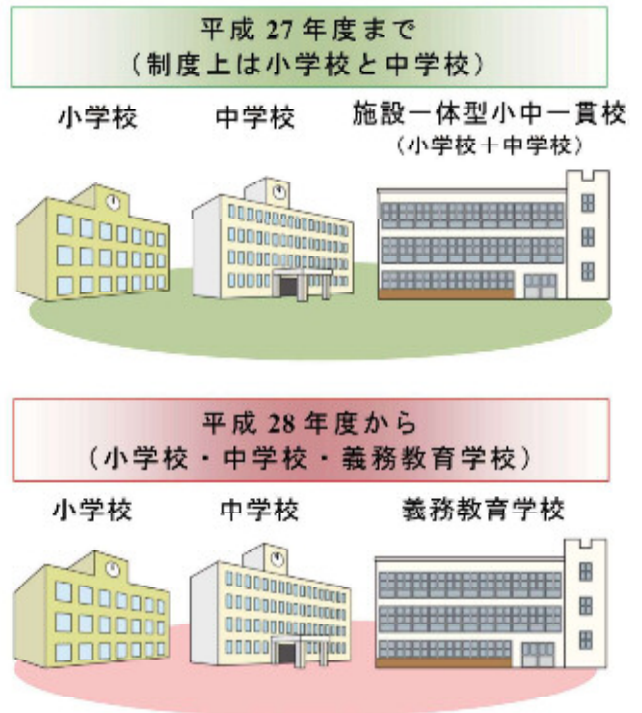 平成 27 年度まで
（制度上は小学校と中学校）
小学校
中学校
施設一体型小中一貫校
（小学校＋中学校）
平成 28 年度から
（小学校・中学校・義務教育学校）
小学校
中学校
義務教育学校